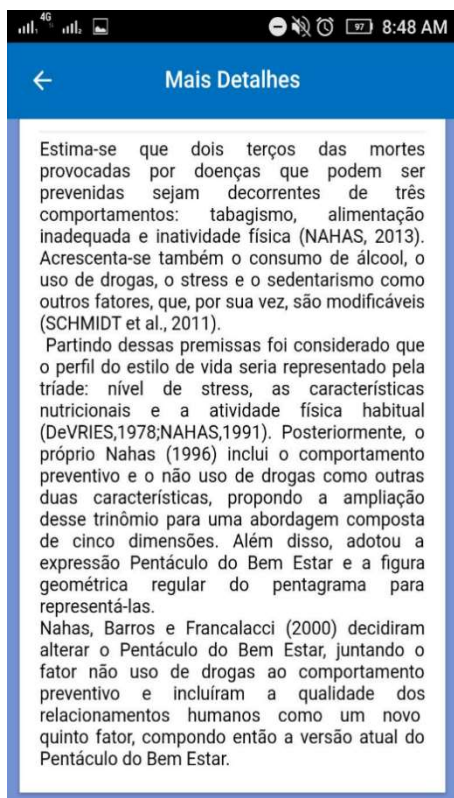 4G 97 8:48 AM
Mais Detalhes
Estima-se que dois terços das mortes
provocadas por doenças que podem ser
prevenidas sejam decorrentes de três
comportamentos: tabagismo, alimentação
inadequada e inatividade física (NAHAS, 2013).
Acrescenta-se também o consumo de álcool, o
uso de drogas, o stress e o sedentarismo como
outros fatores, que, por sua vez, são modificáveis
(SCHMIDT et al., 2011).
Partindo dessas premissas foi considerado que
o perfil do estilo de vida seria representado pela
tríade: nível de stress, as características
nutricionais e a atividade física habitual
(DeVRIES,1978;NAHAS,1991). Posteriormente, o
próprio Nahas (1996) inclui o comportamento
preventivo e o não uso de drogas como outras
duas características, propondo a ampliação
desse trinômio para uma abordagem composta
de cinco dimensões. Além disso, adotou a
expressão Pentáculo do Bem Estar e a figura
geométrica regular do pentagrama para
representá-las.
Nahas, Barros e Francalacci (2000) decidiram
alterar o Pentáculo do Bem Estar, juntando o
fator não uso de drogas ao comportamento
preventivo e incluíram a qualidade dos
relacionamentos humanos como um novo
quinto fator, compondo então a versão atual do
Pentáculo do Bem Estar.